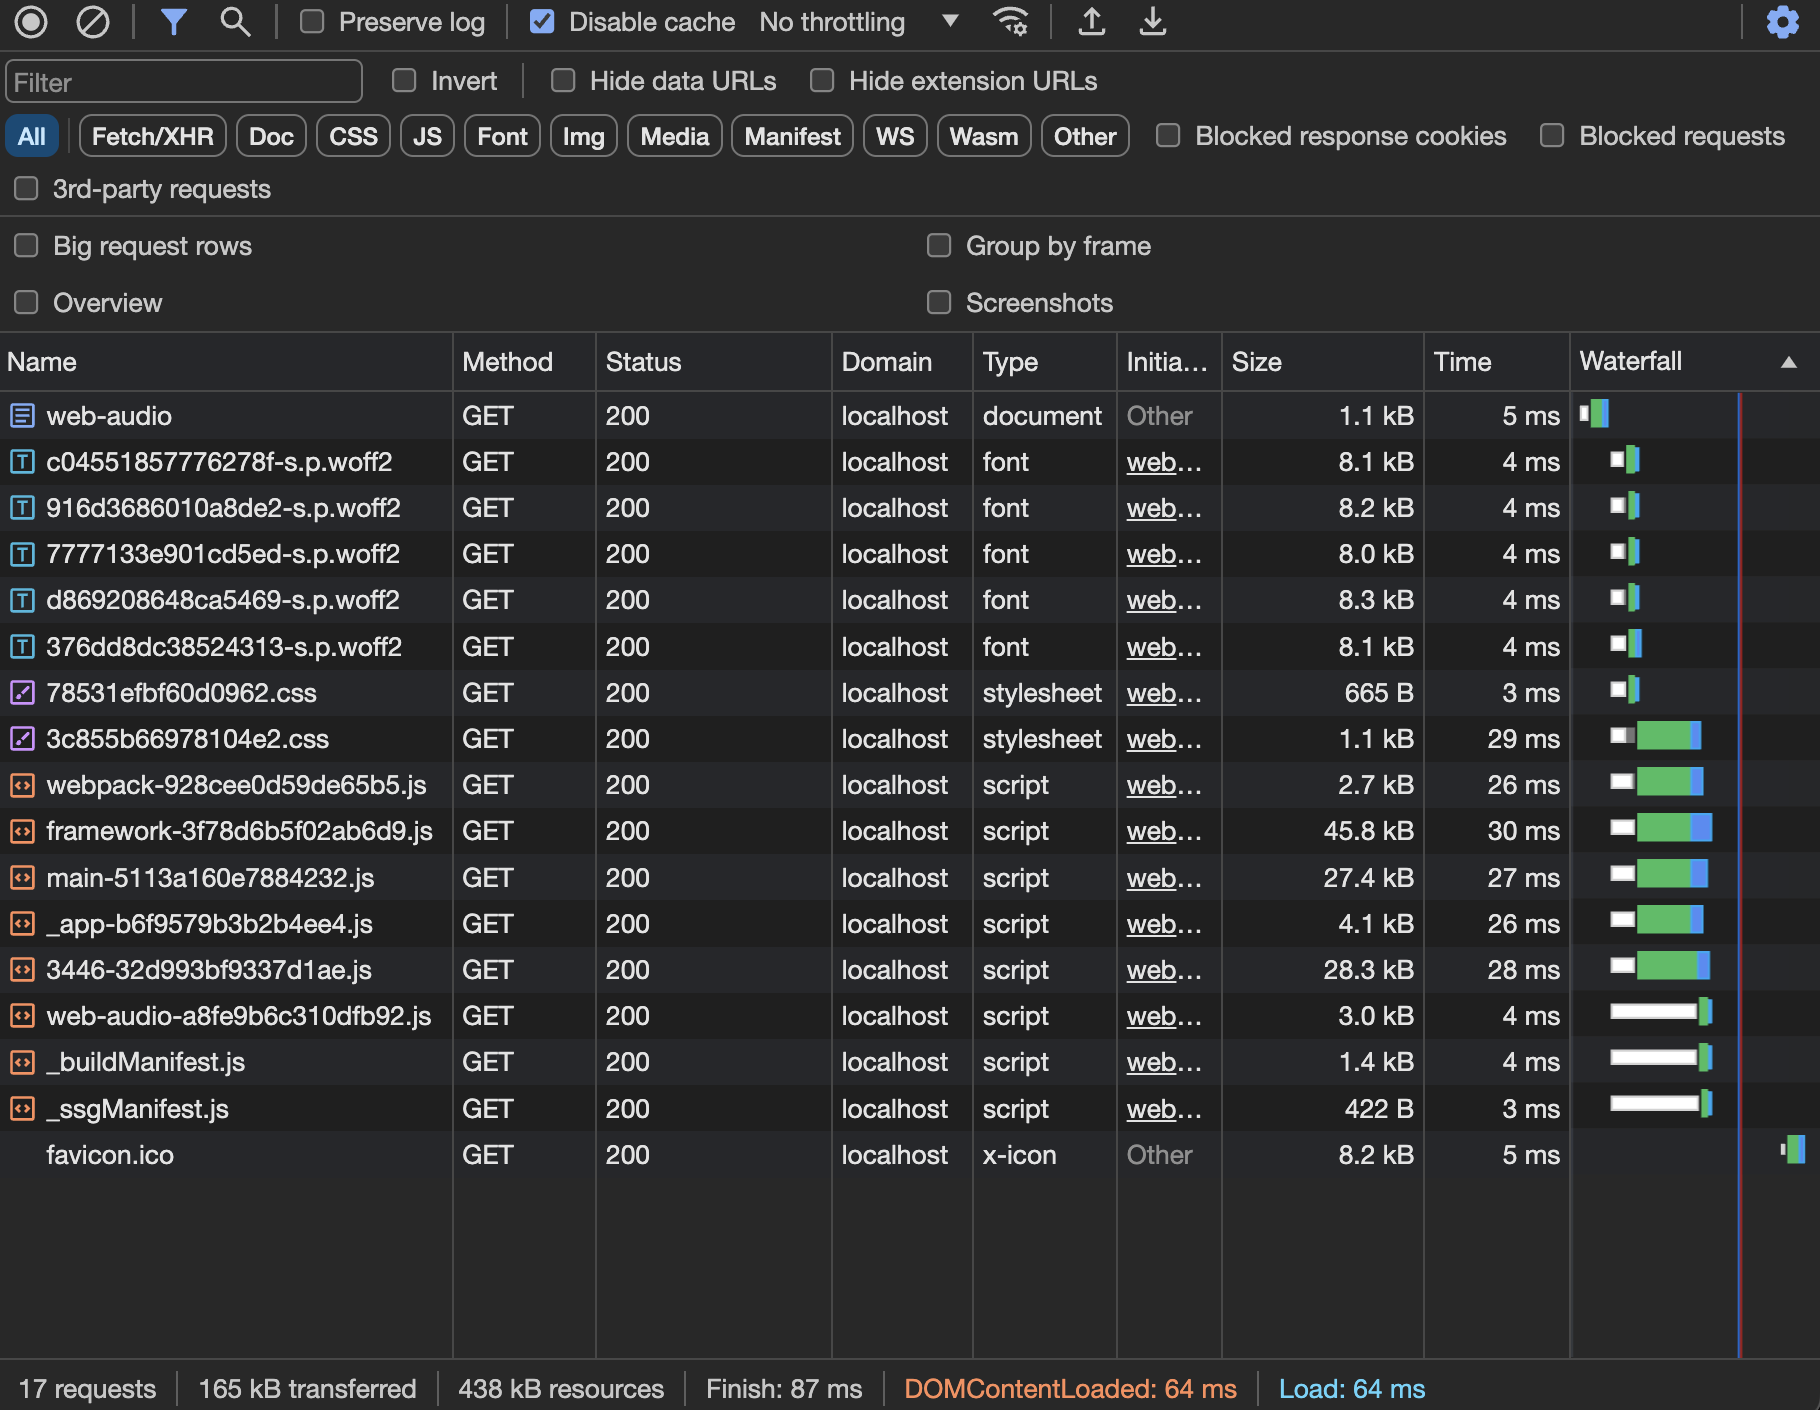 Preserve log Disable cache No throttling
Filter Invert Hide data URLs Hide extension URLs
All Fetch/XHR Doc CSS JS Font Img Media Manifest WS Wasm Other Blocked response cookies Blocked requests
3rd-party requests
Big request rows Group by frame
Overview Screenshots
Name Method Status Domain Type Initia... Size Time Waterfall
web-audio GET 200 localhost document Other 1.1 kB 5 ms
c04551857776278f-s.p.woff2 GET 200 localhost font web... 8.1 kB 4 ms
916d3686010a8de2-s.p.woff2 GET 200 localhost font web... 8.2 kB 4 ms
7777133e901cd5ed-s.p.woff2 GET 200 localhost font web... 8.0 kB 4 ms
d869208648ca5469-s.p.woff2 GET 200 localhost font web... 8.3 kB 4 ms
376dd8dc38524313-s.p.woff2 GET 200 localhost font web... 8.1 kB 4 ms
78531efbf60d0962.css GET 200 localhost stylesheet web... 665 B 3 ms
3c855b66978104e2.css GET 200 localhost stylesheet web... 1.1 kB 29 ms
webpack-928cee0d59de65b5.js GET 200 localhost script web... 2.7 kB 26 ms
framework-3f78d6b5f02ab6d9.js GET 200 localhost script web... 45.8 kB 30 ms
main-5113a160e7884232.js GET 200 localhost script web... 27.4 kB 27 ms
_app-b6f9579b3b2b4ee4.js GET 200 localhost script web... 4.1 kB 26 ms
3446-32d993bf9337d1ae.js GET 200 localhost script web... 28.3 kB 28 ms
web-audio-a8fe9b6c310dfb92.js GET 200 localhost script web... 3.0 kB 4 ms
_buildManifest.js GET 200 localhost script web... 1.4 kB 4 ms
_ssgManifest.js GET 200 localhost script web... 422 B 3 ms
favicon.ico GET 200 localhost x-icon Other 8.2 kB 5 ms
17 requests 165 kB transferred 438 kB resources Finish: 87 ms DOMContentLoaded: 64 ms Load: 64 ms